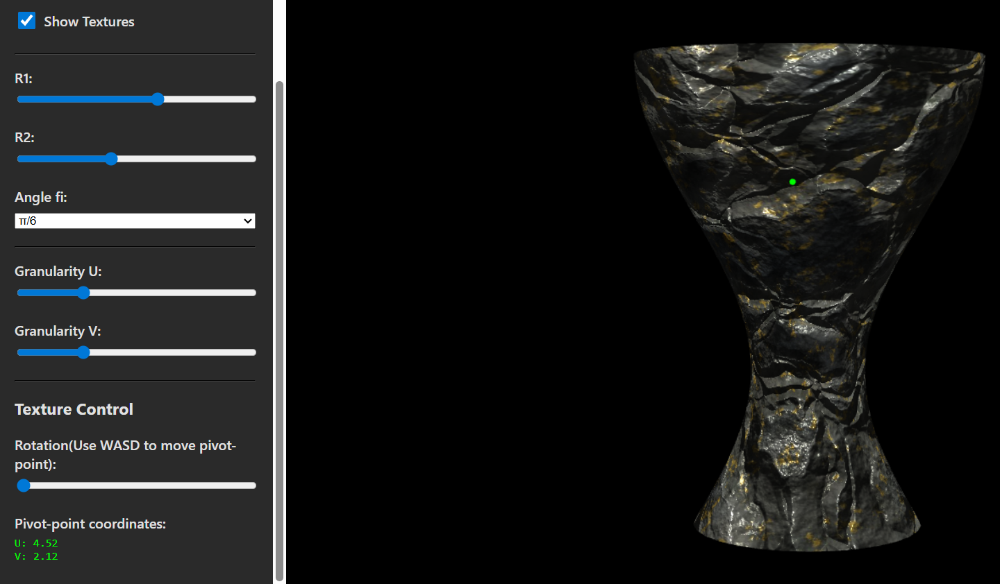 Show Textures
R1:
R2:
Angle fi:
π/6
Granularity U:
Granularity V:
Texture Control
Rotation(Use WASD to move pivot-
point):
Pivot-point coordinates:
U: 4.52
V: 2.12